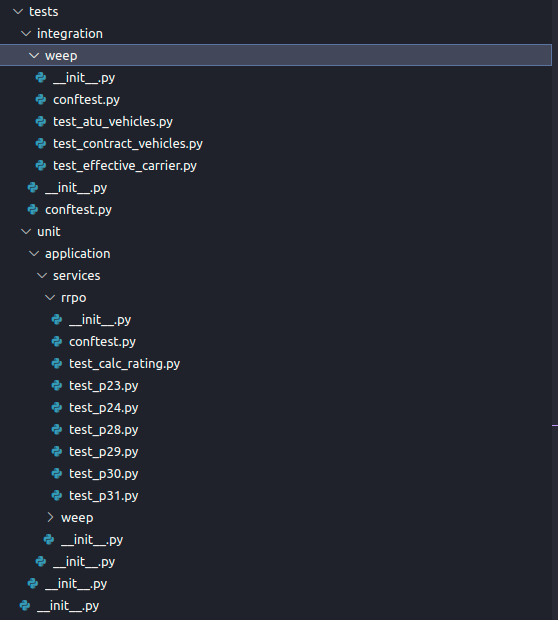 tests
integration
weep
__init__.py
conftest.py
test_atu_vehicles.py
test_contract_vehicles.py
test_effective_carrier.py
__init__.py
conftest.py
unit
application
services
rrpo
__init__.py
conftest.py
test_calc_rating.py
test_p23.py
test_p24.py
test_p28.py
test_p29.py
test_p30.py
test_p31.py
weep
__init__.py
__init__.py
__init__.py
__init__.py